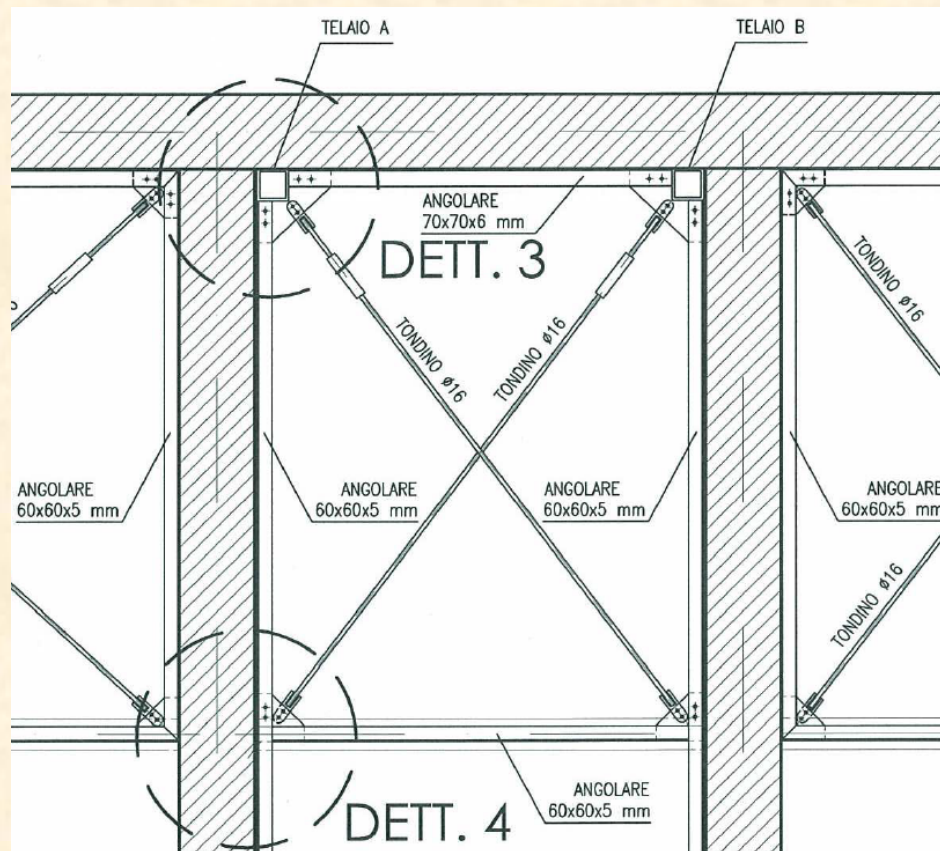 TELAIO A
TELAIO B
ANGOLARE
70x70x6 mm
DETT. 3
TONDINO ø16
TONDINO ø16
TONDINO ø16
ANGOLARE
60x60x5 mm
ANGOLARE
60x60x5 mm
ANGOLARE
60x60x5 mm
ANGOLARE
60x60x5 mm
TONDINO ø16
ANGOLARE
60x60x5 mm
DETT. 4